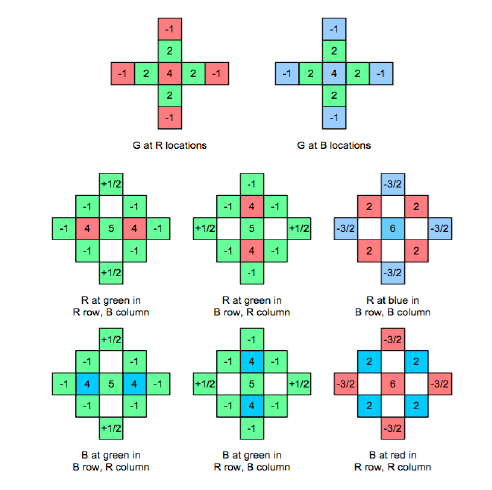 -1 -1
2 2
-1 2 4 2 -1 -1 2 4 2 -1
2 2
-1 -1
G at R locations G at B locations
+1/2 -1 -3/2
-1 -1 -1 4 -1 2 2
-1 4 5 4 -1 +1/2 5 +1/2 -3/2 6 -3/2
-1 -1 -1 4 -1 2 2
+1/2 -1 -3/2
R at green in R at green in R at blue in
R row, B column B row, R column B row, B column
+1/2 -1 -3/2
-1 -1 -1 4 -1 2 2
-1 4 5 4 -1 +1/2 5 +1/2 -3/2 6 -3/2
-1 -1 -1 4 -1 2 2
+1/2 -1 -3/2
B at green in B at green in B at red in
B row, R column R row, B column R row, R column